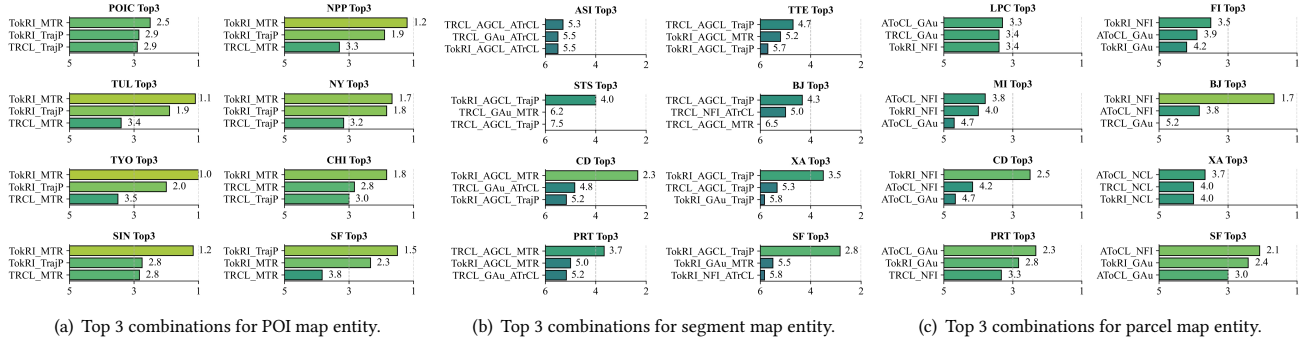 POIC Top3
TokRI_MTR 2.5
TokRI_TrajP 2.9
TRCL_TrajP 2.9
5 3 1
NPP Top3
TokRI_MTR 1.2
TokRI_TrajP 1.9
TRCL_MTR 3.3
5 3 1
TUL Top3
TokRI_MTR 1.1
TokRI_TrajP 1.9
TRCL_MTR 3.4
5 3 1
NY Top3
TokRI_MTR 1.7
TokRI_TrajP 1.8
TRCL_TrajP 3.2
5 3 1
TYO Top3
TokRI_MTR 1.0
TokRI_TrajP 2.0
TRCL_MTR 3.5
5 3 1
CHI Top3
TokRI_MTR 1.8
TRCL_MTR 2.8
TRCL_TrajP 3.0
5 3 1
SIN Top3
TokRI_MTR 1.2
TokRI_TrajP 2.8
TRCL_MTR 2.8
5 3 1
SF Top3
TokRI_TrajP 1.5
TokRI_MTR 2.3
TRCL_MTR 3.8
5 3 1
(a) Top 3 combinations for POI map entity.
ASI Top3
TRCL_AGCL_ATrCL 5.3
TRCL_GAu_ATrCL 5.5
TokRI_AGCL_ATrCL 5.5
6 4 2
TTE Top3
TRCL_AGCL_TrajP 4.7
TokRI_AGCL_MTR 5.2
TokRI_AGCL_TrajP 5.7
6 4 2
STS Top3
TokRI_AGCL_TrajP 4.0
TRCL_GAu_MTR 6.2
TRCL_AGCL_TrajP 7.5
6 4 2
BJ Top3
TRCL_AGCL_TrajP 4.3
TRCL_NFI_ATrCL 5.0
TRCL_AGCL_MTR 6.5
6 4 2
CD Top3
TokRI_AGCL_MTR 2.3
TRCL_GAu_ATrCL 4.8
TokRI_AGCL_TrajP 5.2
6 4 2
XA Top3
TokRI_AGCL_TrajP 3.5
TRCL_AGCL_TrajP 5.3
TokRI_GAu_TrajP 5.8
6 4 2
PRT Top3
TRCL_AGCL_MTR 3.7
TokRI_AGCL_MTR 5.0
TRCL_GAu_ATrCL 5.2
6 4 2
SF Top3
TokRI_AGCL_TrajP 2.8
TokRI_GAu_MTR 5.5
TokRI_NFI_ATrCL 5.8
6 4 2
(b) Top 3 combinations for segment map entity.
LPC Top3
AToCL_GAu 3.3
TRCL_GAu 3.4
TokRI_NFI 3.4
5 3 1
FI Top3
TokRI_NFI 3.5
AToCL_GAu 3.9
TokRI_GAu 4.2
5 3 1
MI Top3
AToCL_NFI 3.8
TokRI_NFI 4.0
AToCL_GAu 4.7
5 3 1
BJ Top3
TokRI_NFI 1.7
AToCL_NFI 3.8
TRCL_GAu 5.2
5 3 1
CD Top3
TokRI_NFI 2.5
AToCL_NFI 4.2
AToCL_GAu 4.7
5 3 1
XA Top3
AToCL_NCL 3.7
TRCL_NCL 4.0
TokRI_NCL 4.0
5 3 1
PRT Top3
AToCL_GAu 2.3
TokRI_GAu 2.8
TRCL_NFI 3.3
5 3 1
SF Top3
AToCL_NFI 2.1
TokRI_GAu 2.4
AToCL_GAu 3.0
5 3 1
(c) Top 3 combinations for parcel map entity.